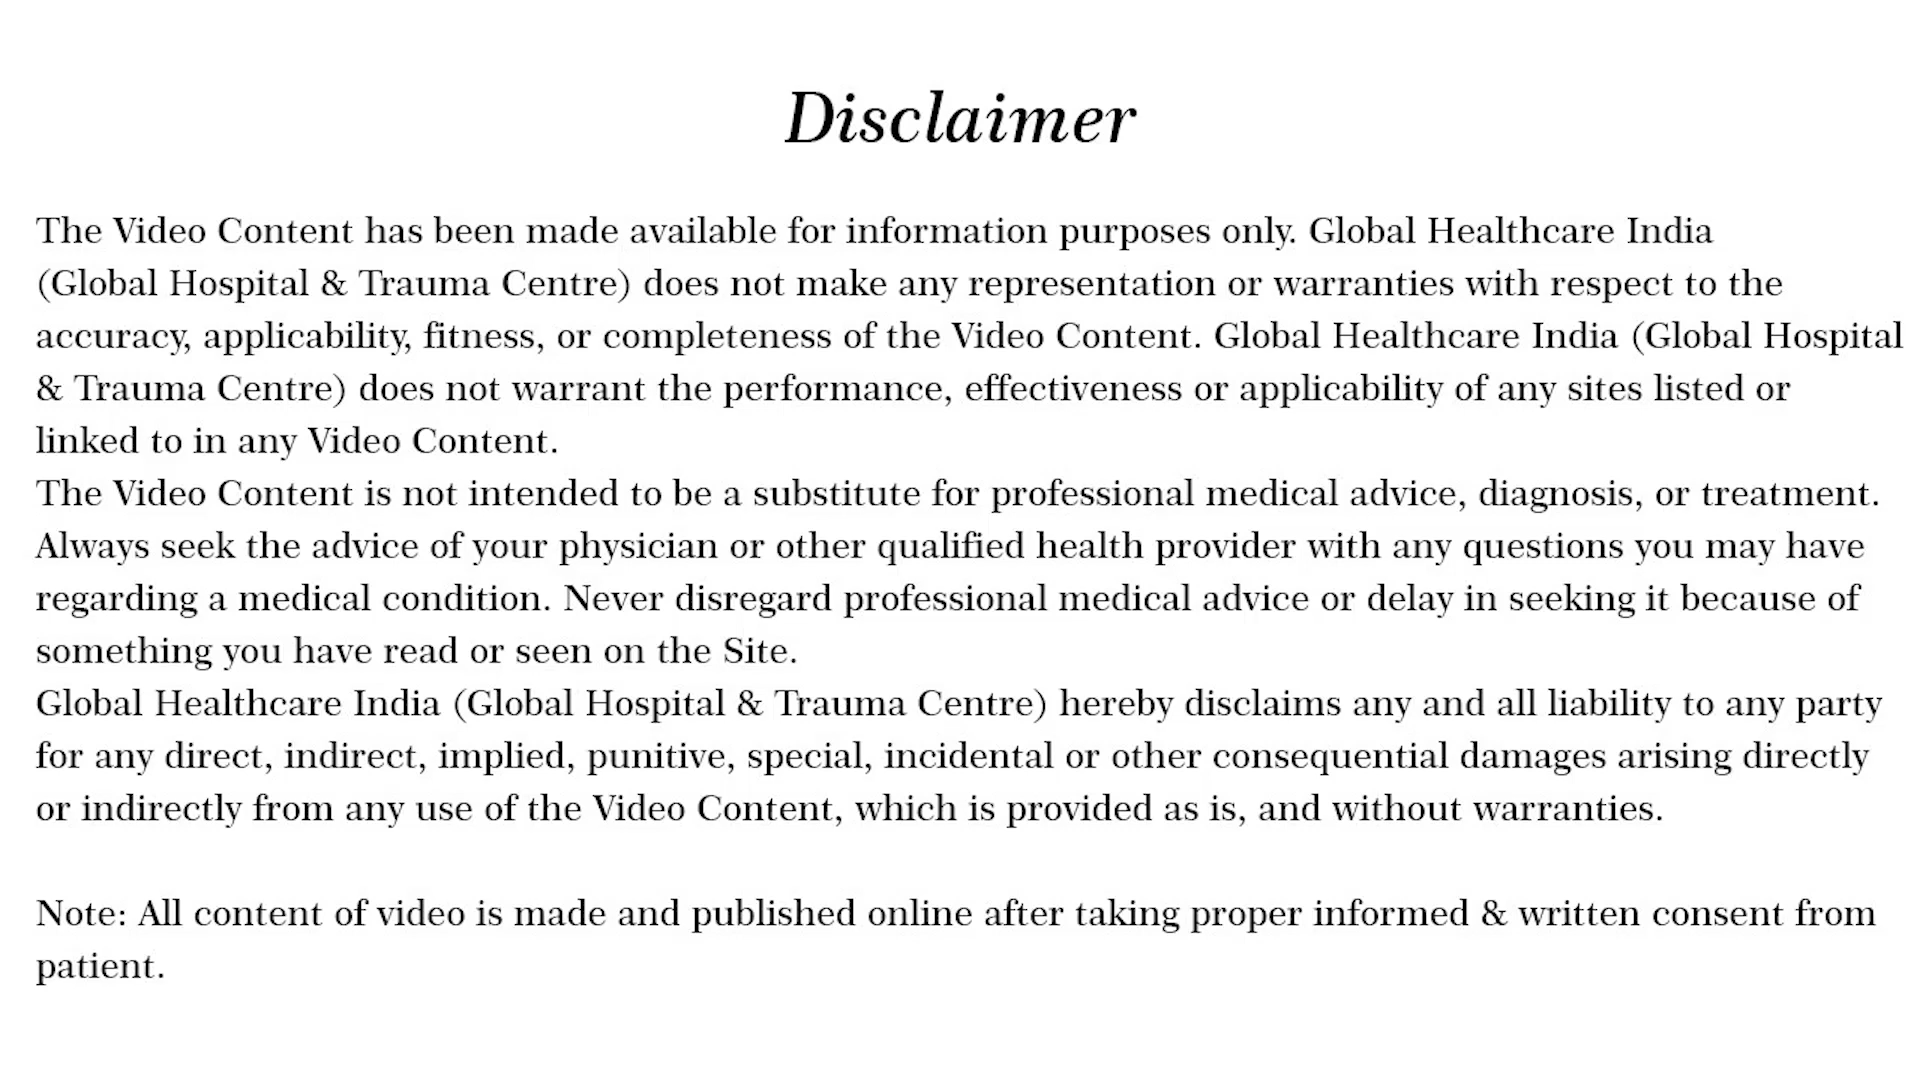 Disclaimer
The Video Content has been made available for information purposes only. Global Healthcare India
(Global Hospital & Trauma Centre) does not make any representation or warranties with respect to the
accuracy, applicability, fitness, or completeness of the Video Content. Global Healthcare India (Global Hospital
& Trauma Centre) does not warrant the performance, effectiveness or applicability of any sites listed or
linked to in any Video Content.
The Video Content is not intended to be a substitute for professional medical advice, diagnosis, or treatment.
Always seek the advice of your physician or other qualified health provider with any questions you may have
regarding a medical condition. Never disregard professional medical advice or delay in seeking it because of
something you have read or seen on the Site.
Global Healthcare India (Global Hospital & Trauma Centre) hereby disclaims any and all liability to any party
for any direct, indirect, implied, punitive, special, incidental or other consequential damages arising directly
or indirectly from any use of the Video Content, which is provided as is, and without warranties.
Note: All content of video is made and published online after taking proper informed & written consent from
patient.